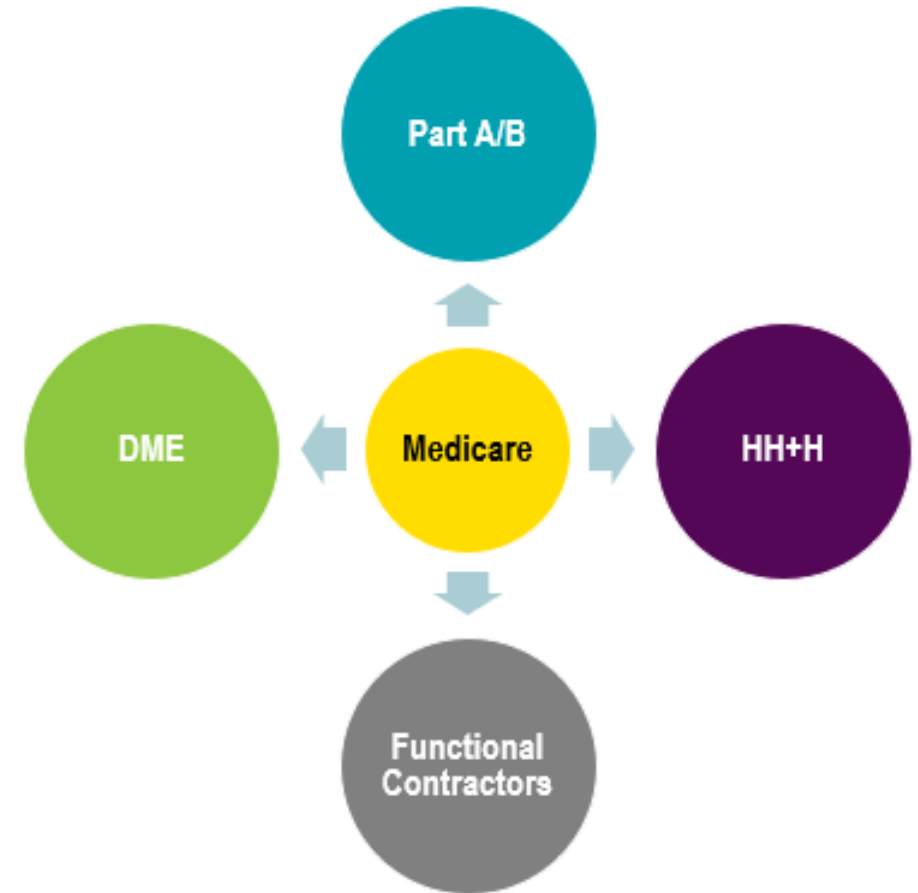 Part A/B
DME
Medicare
HH+H
Functional
Contractors